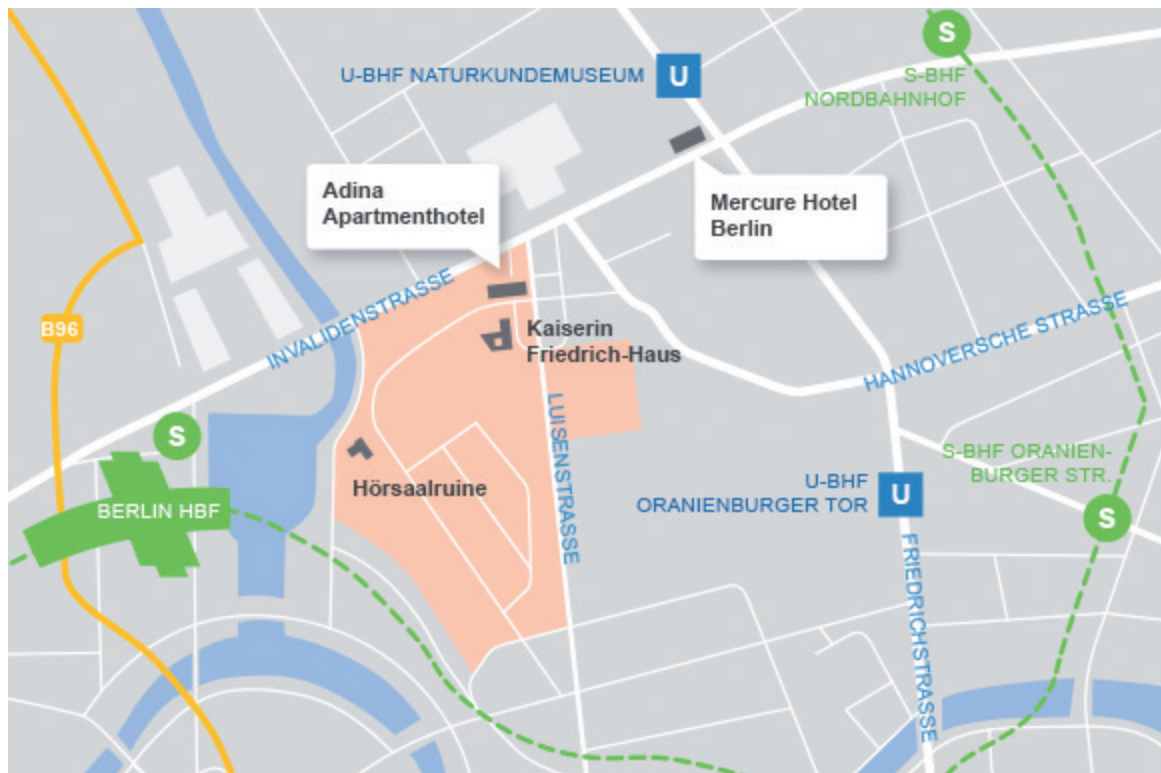 S
U-BHF NATURKUNDEMUSEUM
U
S-BHF
NORDBAHNHOF
Adina
Apartmenthotel
Mercure Hotel
Berlin
INVALIDENSTRASSE
B96
Kaiserin
Friedrich-Haus
HANNOVERSCHE STRASSE
LUISENSTRASSE
S
BERLIN HBF
Hörsaalruine
U-BHF
ORANIENBURGER TOR
U
S-BHF ORANIEN-
BURGER STR.
S
FRIEDRICHSTRASSE